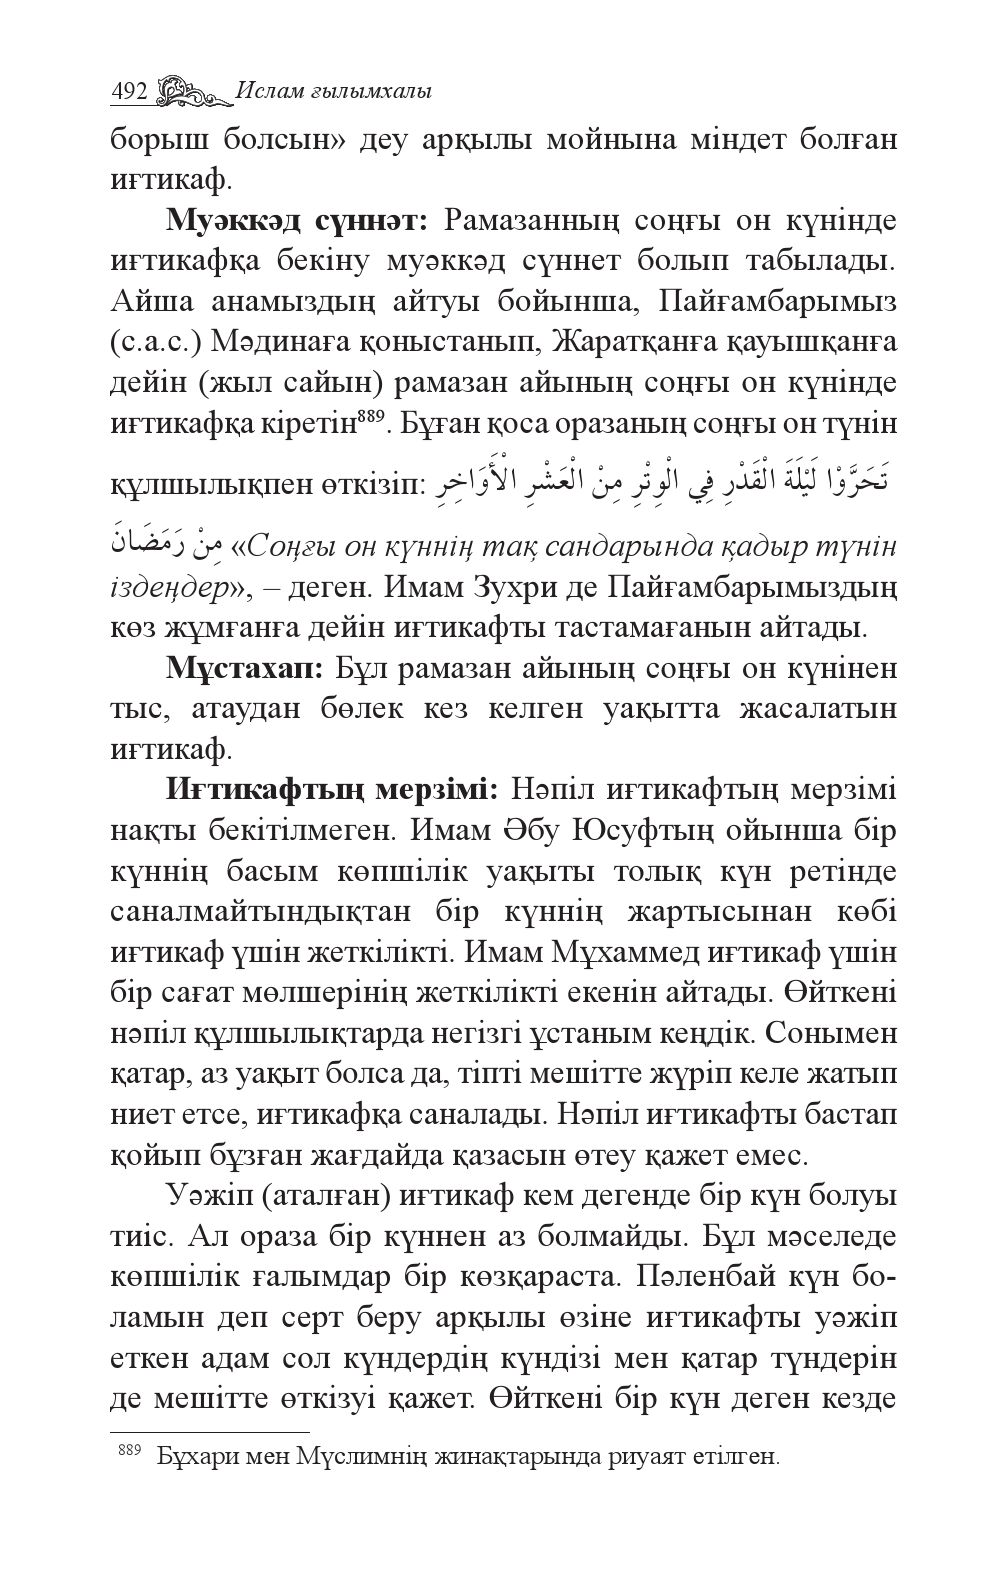 492 Ислам ғылымхалы
борыш болсын» деу арқылы мойнына міндет болған
иғтикаф.
Муәккәд сүннәт: Рамазанның соңғы он күнінде
иғтикафқа бекіну муәккәд сүннет болып табылады.
Айша анамыздың айтуы бойынша, Пайғамбарымыз
(с.а.с.) Мәдинаға қоныстанып, Жаратқанға қауышқанға
дейін (жыл сайын) рамазан айының соңғы он күнінде
иғтикафқа кіретін889. Бұған қоса оразаның соңғы он түнін
құлшылықпен өткізіп: تَحَرَّوْا لَيْلَةَ الْقَدْرِ فِي الْوِتْرِ مِنْ الْعَشْرِ الْأَوَاخِرِ
مِنْ رَمَضَانَ «Соңғы он күннің тақ сандарында қадыр түнін
іздеңдер», – деген. Имам Зухри де Пайғамбарымыздың
көз жұмғанға дейін иғтикафты тастамағанын айтады.
Мұстахап: Бұл рамазан айының соңғы он күнінен
тыс, атаудан бөлек кез келген уақытта жасалатын
иғтикаф.
Иғтикафтың мерзімі: Нәпіл иғтикафтың мерзімі
нақты бекітілмеген. Имам Әбу Юсуфтың ойынша бір
күннің басым көпшілік уақыты толық күн ретінде
саналмайтындықтан бір күннің жартысынан көбі
иғтикаф үшін жеткілікті. Имам Мұхаммед иғтикаф үшін
бір сағат мөлшерінің жеткілікті екенін айтады. Өйткені
нәпіл құлшылықтарда негізгі ұстаным кеңдік. Сонымен
қатар, аз уақыт болса да, тіпті мешітте жүріп келе жатып
ниет етсе, иғтикафқа саналады. Нәпіл иғтикафты бастап
қойып бұзған жағдайда қазасын өтеу қажет емес.
Уәжіп (аталған) иғтикаф кем дегенде бір күн болуы
тиіс. Ал ораза бір күннен аз болмайды. Бұл мәселеде
көпшілік ғалымдар бір көзқараста. Пәленбай күн бо-
ламын деп серт беру арқылы өзіне иғтикафты уәжіп
еткен адам сол күндердің күндізі мен қатар түндерін
де мешітте өткізуі қажет. Өйткені бір күн деген кезде
889 Бұхари мен Мүслимнің жинақтарында риуаят етілген.